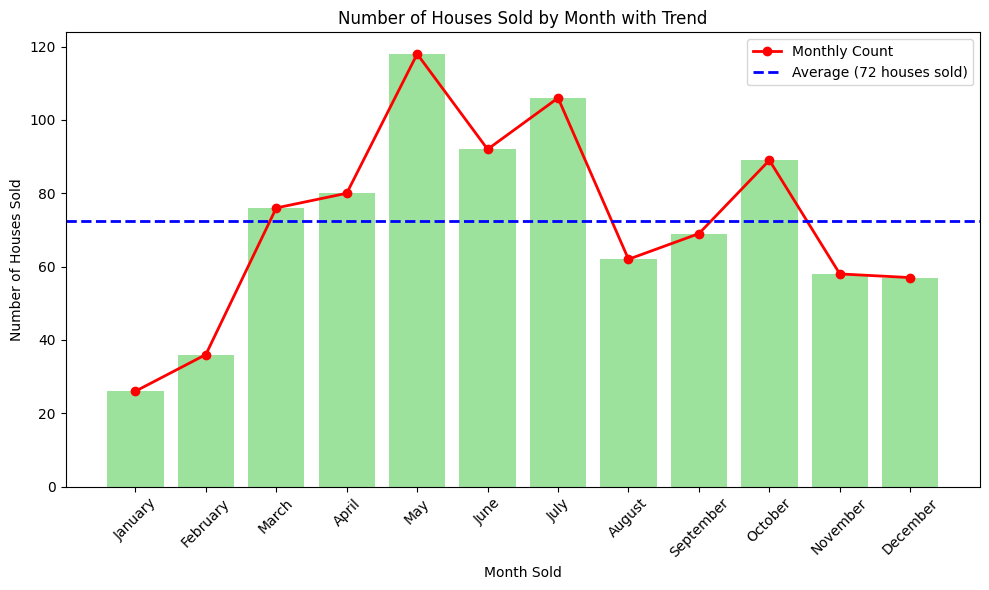 Number of Houses Sold by Month with Trend
Monthly Count
Average (72 houses sold)
Number of Houses Sold
120
100
80
60
40
20
0
January
February
March
April
May
June
July
August
September
October
November
December
Month Sold